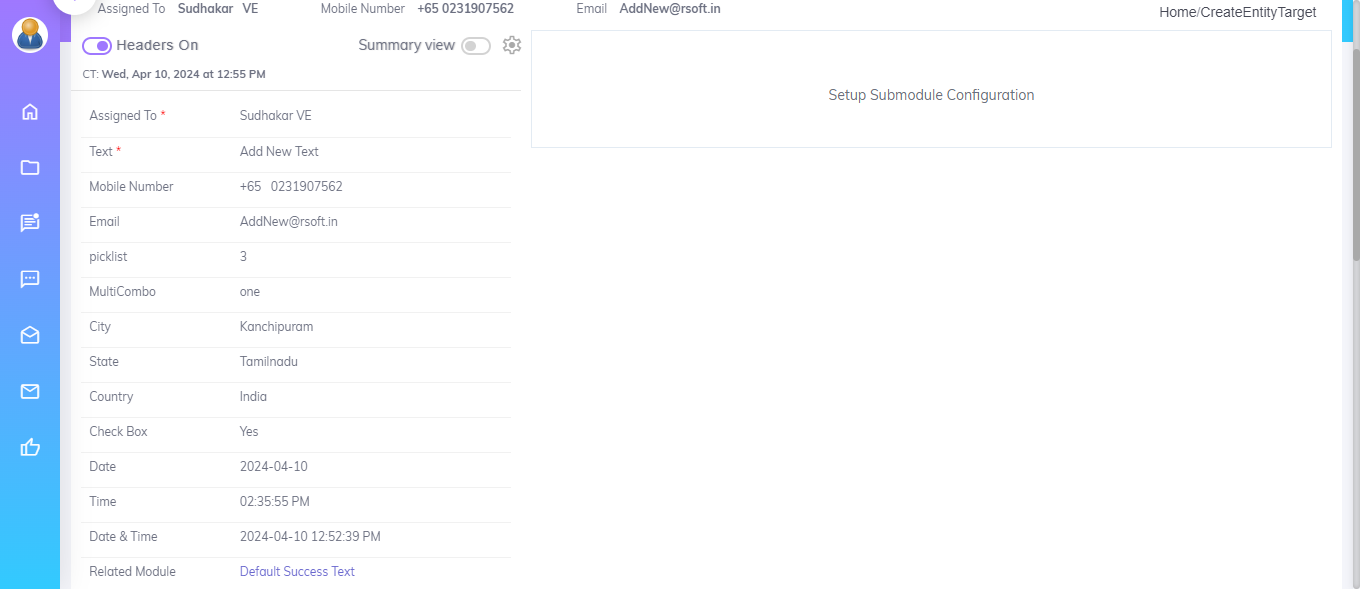 Assigned To Sudhakar VE Mobile Number +65 0231907562 Email AddNew@rsoft.in
Home/CreateEntityTarget
Headers On Summary view
CT: Wed, Apr 10, 2024 at 12:55 PM
Setup Submodule Configuration
Assigned To * Sudhakar VE
Text * Add New Text
Mobile Number +65 0231907562
Email AddNew@rsoft.in
picklist 3
MultiCombo one
City Kanchipuram
State Tamilnadu
Country India
Check Box Yes
Date 2024-04-10
Time 02:35:55 PM
Date & Time 2024-04-10 12:52:39 PM
Related Module Default Success Text